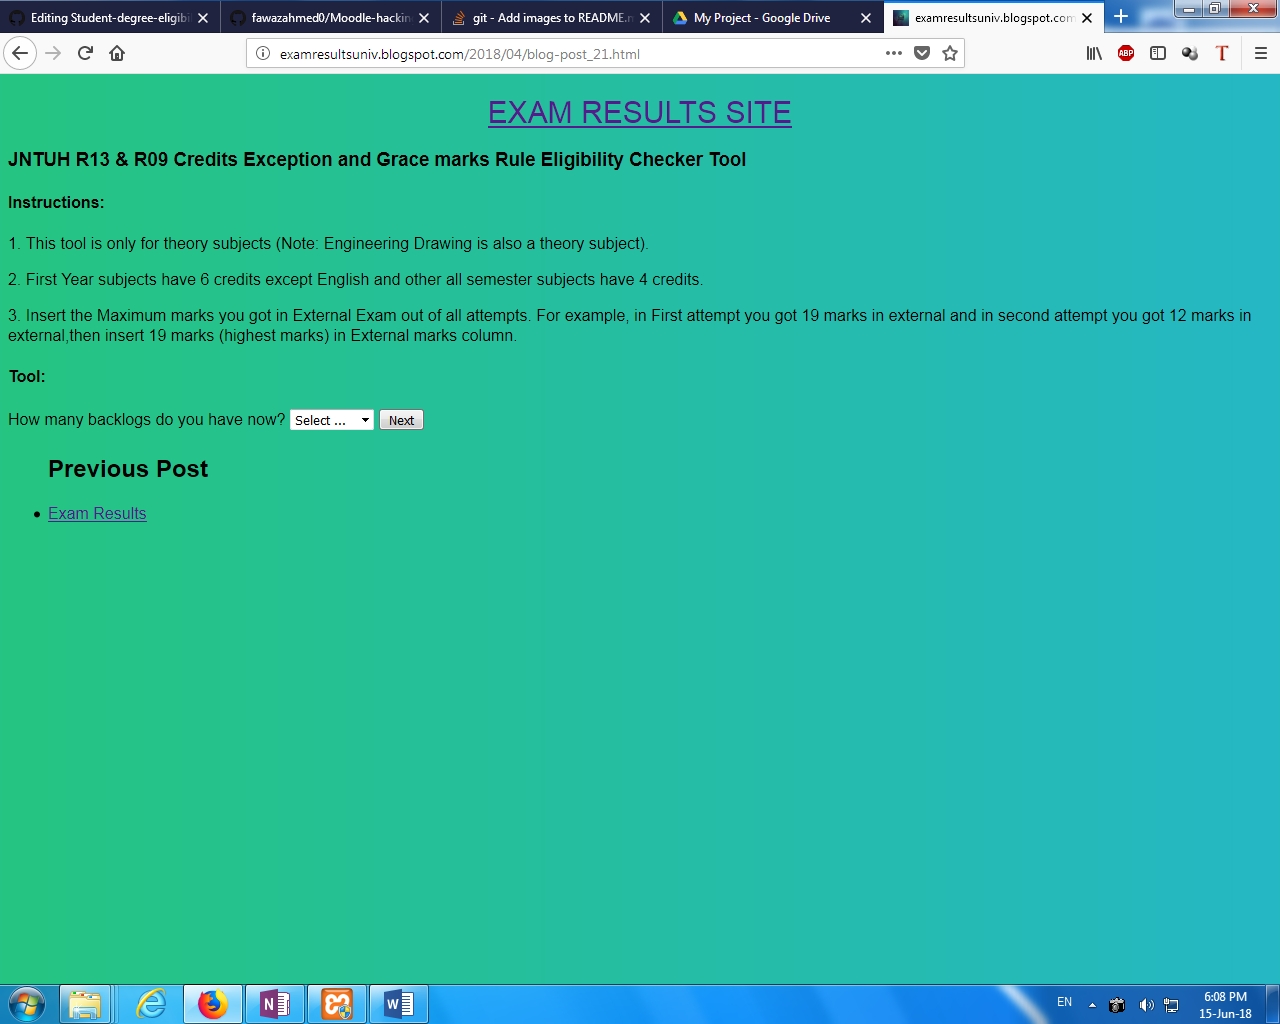 Editing Student-degree-eligibil
fawazahmed0/Moodle-hackin
git - Add images to README.m
My Project - Google Drive
examresultsuniv.blogspot.com
examresultsuniv.blogspot.com/2018/04/blog-post_21.html
ABP
T
EXAM RESULTS SITE
JNTUH R13 & R09 Credits Exception and Grace marks Rule Eligibility Checker Tool
Instructions:
1. This tool is only for theory subjects (Note: Engineering Drawing is also a theory subject).
2. First Year subjects have 6 credits except English and other all semester subjects have 4 credits.
3. Insert the Maximum marks you got in External Exam out of all attempts. For example, in First attempt you got 19 marks in external and in second attempt you got 12 marks in
external,then insert 19 marks (highest marks) in External marks column.
Tool:
How many backlogs do you have now? Select ... Next
Previous Post
Exam Results
N
W
EN
6:08 PM
15-Jun-18